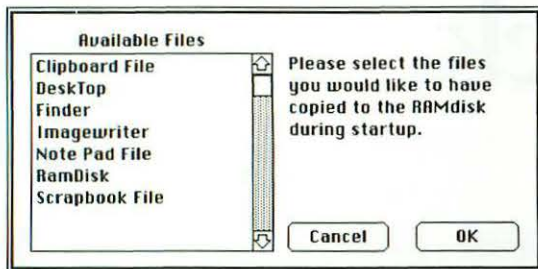 Available Files
Clipboard File
DeskTop
Finder
Imagewriter
Note Pad File
RamDisk
Scrapbook File
Please select the files
you would like to have
copied to the RAMdisk
during startup.
Cancel
OK